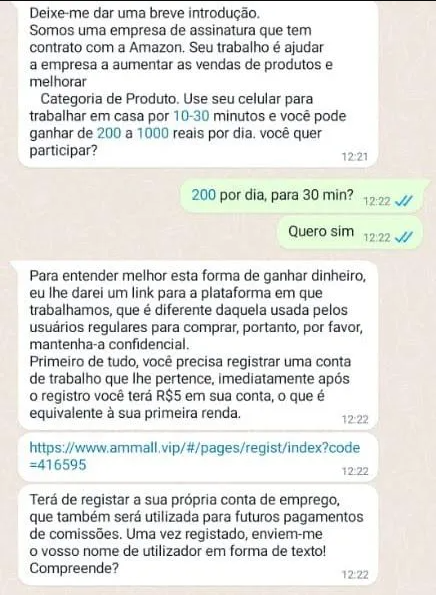 Deixe-me dar uma breve introdução.
Somos uma empresa de assinatura que tem
contrato com a Amazon. Seu trabalho é ajudar
a empresa a aumentar as vendas de produtos e
melhorar
Categoria de Produto. Use seu celular para
trabalhar em casa por 10-30 minutos e você pode
ganhar de 200 a 1000 reais por dia. você quer
participar?
12:21
200 por dia, para 30 min? 12:22
Quero sim 12:22
Para entender melhor esta forma de ganhar dinheiro,
eu lhe darei um link para a plataforma em que
trabalhamos, que é diferente daquela usada pelos
usuários regulares para comprar, portanto, por favor,
mantenha-a confidencial.
Primeiro de tudo, você precisa registrar uma conta
de trabalho que lhe pertence, imediatamente após
o registro você terá R$5 em sua conta, o que é
equivalente à sua primeira renda.
12:22
https://www.ammall.vip/#/pages/regist/index?code
=416595
12:22
Terá de registar a sua própria conta de emprego,
que também será utilizada para futuros pagamentos
de comissões. Uma vez registado, enviem-me
o vosso nome de utilizador em forma de texto!
Compreende?
12:22